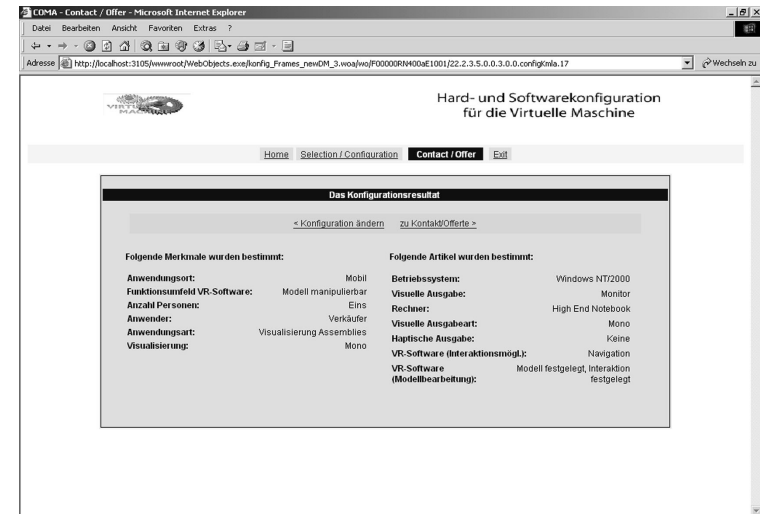 COMA - Contact / Offer - Microsoft Internet Explorer
Datei Bearbeiten Ansicht Favoriten Extras ?
Adresse http://localhost:3105/wwwroot/WebObjects.exe/konfig_Frames_newDM_3.woa/wo/F00000RN400aE1001/22.2.3.5.0.0.3.0.0.configKmla.17 Wechseln zu
VIRTUELLE
MASCHINE
Hard- und Softwarekonfiguration
für die Virtuelle Maschine
Home Selection / Configuration Contact / Offer Exit
Das Konfigurationsresultat
< Konfiguration ändern zu Kontakt/Offerte >
Folgende Merkmale wurden bestimmt:
Anwendungsort: Mobil
Funktionsumfeld VR-Software: Modell manipulierbar
Anzahl Personen: Eins
Anwender: Verkäufer
Anwendungsart: Visualisierung Assemblies
Visualisierung: Mono
Folgende Artikel wurden bestimmt:
Betriebssystem: Windows NT/2000
Visuelle Ausgabe: Monitor
Rechner: High End Notebook
Visuelle Ausgabeart: Mono
Haptische Ausgabe: Keine
VR-Software (Interaktionsmögl.): Navigation
VR-Software Modell festgelegt, Interaktion
(Modellbearbeitung): festgelegt